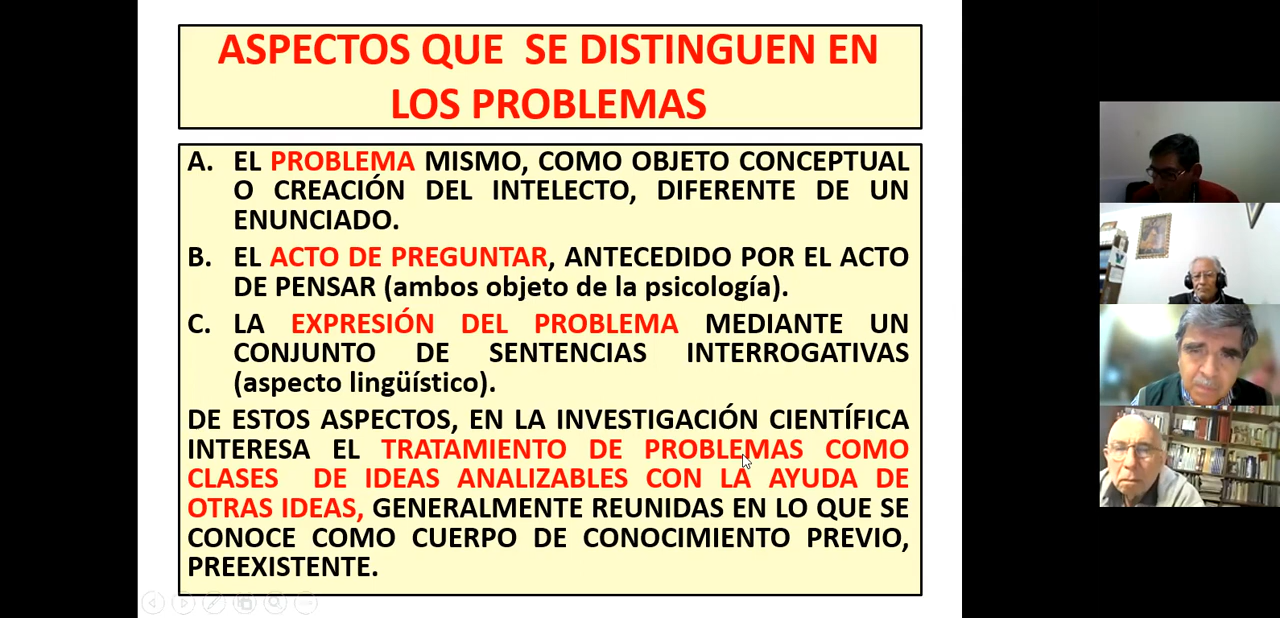 ASPECTOS QUE SE DISTINGUEN EN
LOS PROBLEMAS
A. EL PROBLEMA MISMO, COMO OBJETO CONCEPTUAL
O CREACIÓN DEL INTELECTO, DIFERENTE DE UN
ENUNCIADO.
B. EL ACTO DE PREGUNTAR, ANTECEDIDO POR EL ACTO
DE PENSAR (ambos objeto de la psicología).
C. LA EXPRESIÓN DEL PROBLEMA MEDIANTE UN
CONJUNTO DE SENTENCIAS INTERROGATIVAS
(aspecto lingüístico).
DE ESTOS ASPECTOS, EN LA INVESTIGACIÓN CIENTÍFICA
INTERESA EL TRATAMIENTO DE PROBLEMAS COMO
CLASES DE IDEAS ANALIZABLES CON LA AYUDA DE
OTRAS IDEAS, GENERALMENTE REUNIDAS EN LO QUE SE
CONOCE COMO CUERPO DE CONOCIMIENTO PREVIO,
PREEXISTENTE.